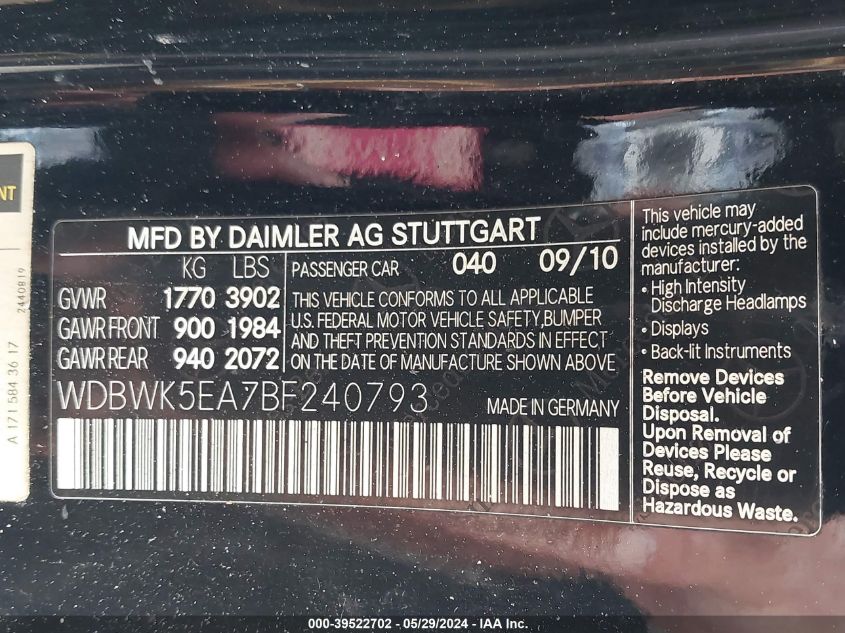 NT
2440819
A 171 584 36 17
MFD BY DAIMLER AG STUTTGART
KG LBS
PASSENGER CAR 040 09/10
GVWR 1770 3902
GAWR FRONT 900 1984
GAWR REAR 940 2072
THIS VEHICLE CONFORMS TO ALL APPLICABLE
U.S. FEDERAL MOTOR VEHICLE SAFETY,BUMPER
AND THEFT PREVENTION STANDARDS IN EFFECT
ON THE DATE OF MANUFACTURE SHOWN ABOVE
WDBWK5EA7BF240793
MADE IN GERMANY
This vehicle may
include mercury-added
devices installed by the
manufacturer:
• High Intensity
Discharge Headlamps
• Displays
• Back-lit Instruments
Remove Devices
Before Vehicle
Disposal.
Upon Removal of
Devices Please
Reuse, Recycle or
Dispose as
Hazardous Waste.
000-39522702 - 05/29/2024 - IAA Inc.